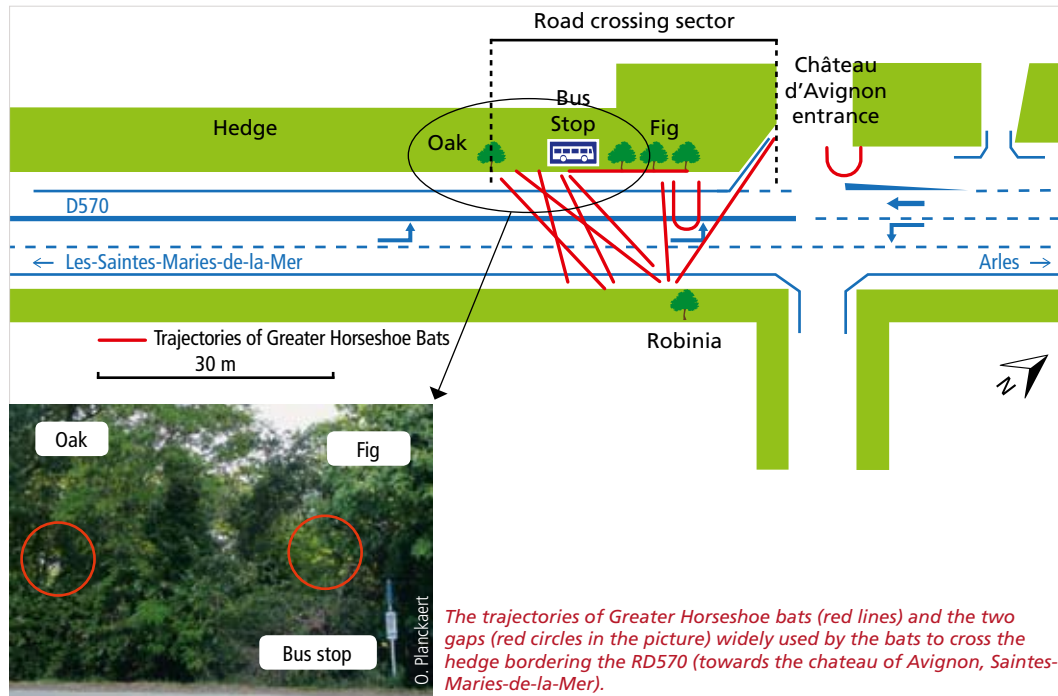 Road crossing sector
Château
d'Avignon
entrance
Bus
Stop
Hedge
Oak
Fig
D570
← Les-Saintes-Maries-de-la-Mer
Arles →
Robinia
Trajectories of Greater Horseshoe Bats
30 m
N
Oak
Fig
Bus stop
O. Planckaert
The trajectories of Greater Horseshoe bats (red lines) and the two
gaps (red circles in the picture) widely used by the bats to cross the
hedge bordering the RD570 (towards the chateau of Avignon, Saintes-
Maries-de-la-Mer).